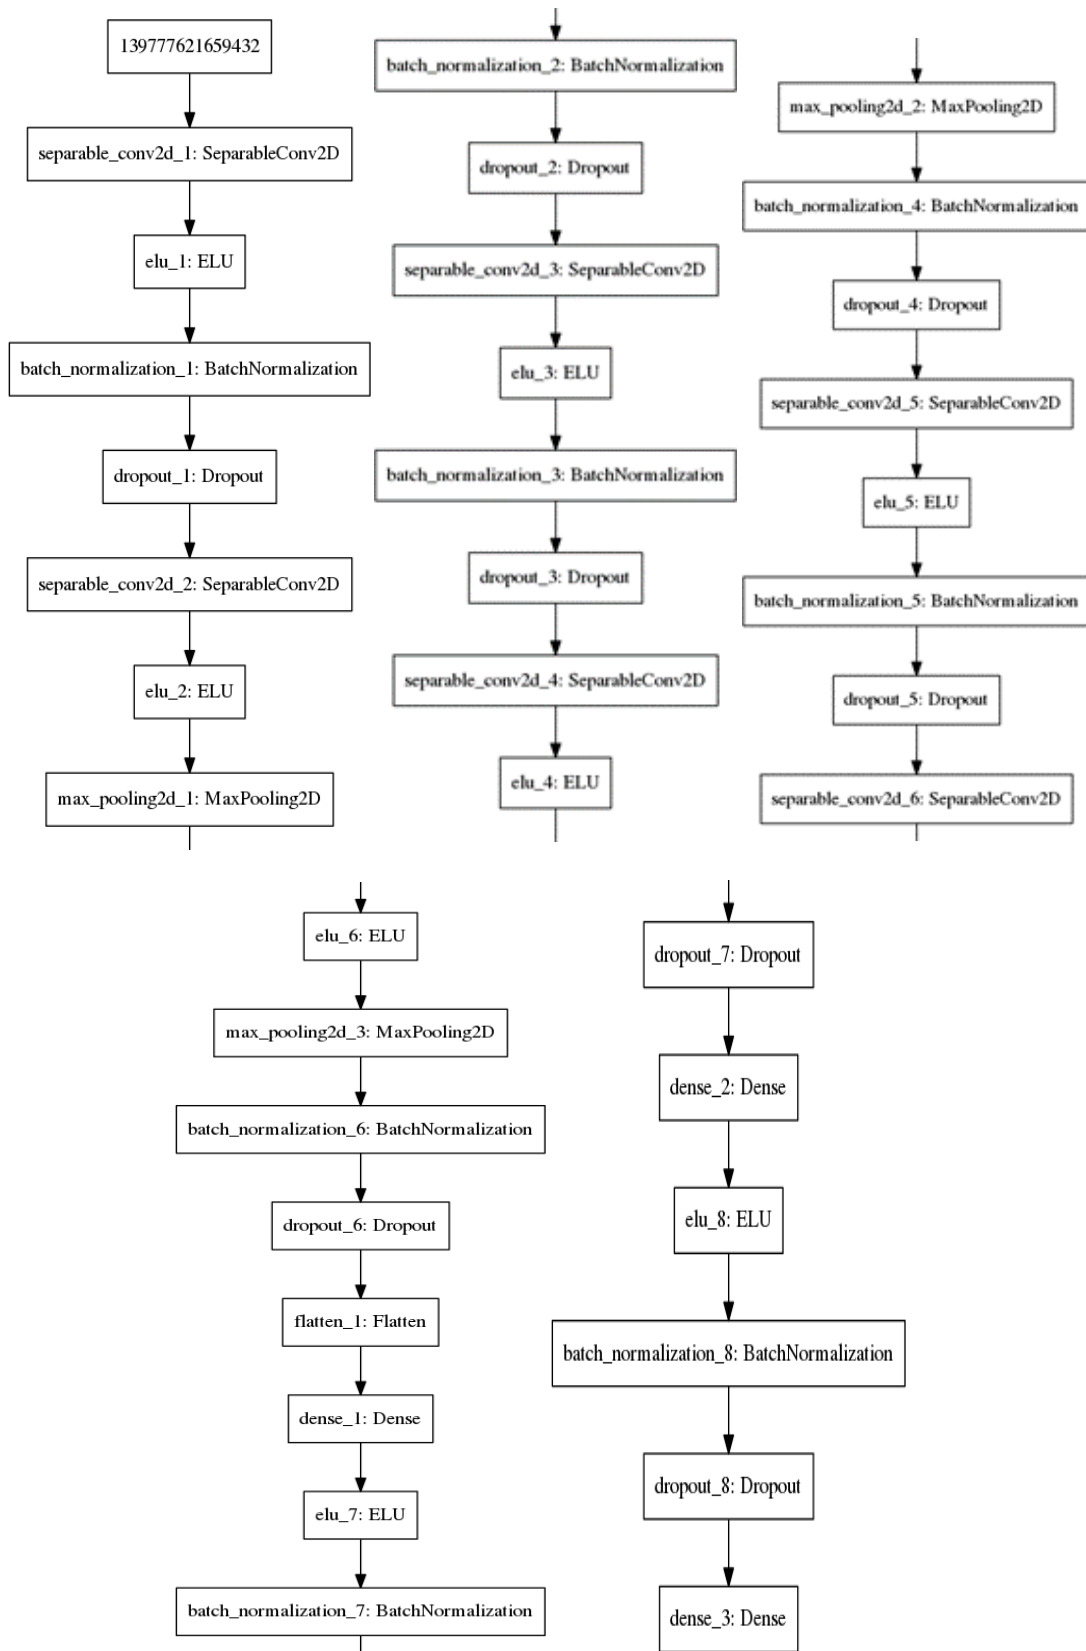 139777621659432
separable_conv2d_1: SeparableConv2D
elu_1: ELU
batch_normalization_1: BatchNormalization
dropout_1: Dropout
separable_conv2d_2: SeparableConv2D
elu_2: ELU
max_pooling2d_1: MaxPooling2D
batch_normalization_2: BatchNormalization
dropout_2: Dropout
separable_conv2d_3: SeparableConv2D
elu_3: ELU
batch_normalization_3: BatchNormalization
dropout_3: Dropout
separable_conv2d_4: SeparableConv2D
elu_4: ELU
max_pooling2d_2: MaxPooling2D
batch_normalization_4: BatchNormalization
dropout_4: Dropout
separable_conv2d_5: SeparableConv2D
elu_5: ELU
batch_normalization_5: BatchNormalization
dropout_5: Dropout
separable_conv2d_6: SeparableConv2D
elu_6: ELU
max_pooling2d_3: MaxPooling2D
batch_normalization_6: BatchNormalization
dropout_6: Dropout
flatten_1: Flatten
dense_1: Dense
elu_7: ELU
batch_normalization_7: BatchNormalization
dropout_7: Dropout
dense_2: Dense
elu_8: ELU
batch_normalization_8: BatchNormalization
dropout_8: Dropout
dense_3: Dense